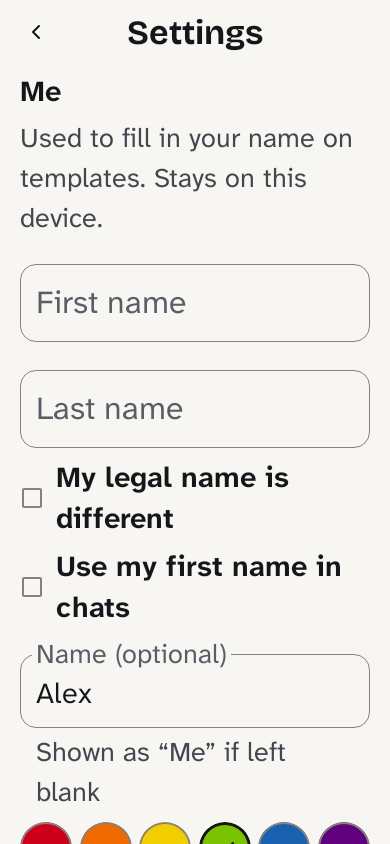 Settings
Me
Used to fill in your name on
templates. Stays on this
device.
First name
Last name
My legal name is
different
Use my first name in
chats
Name (optional)
Alex
Shown as “Me” if left
blank